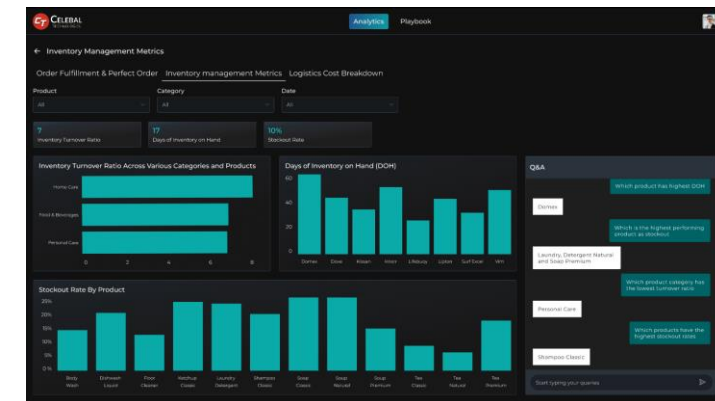 CT CELEBAL
TECHNOLOGIES
Analytics Playbook
← Inventory Management Metrics
Order Fulfillment & Perfect Order Inventory management Metrics Logistics Cost Breakdown
Product Category Date
All All All
7 17 10%
Inventory Turnover Ratio Days of Inventory on Hand Stockout Rate
Inventory Turnover Ratio Across Various Categories and Products
Home Care
Food & Beverages
Personal Care
0 2 4 6 8
Days of Inventory on Hand (DOH)
60
40
20
0
Domex Dove Kissan Lifebuoy Lipton Surf Excel Vim
Stockout Rate By Product
25%
20%
15%
10%
5%
0%
Body Wash Dishwash Liquid Floor Cleaner Ketchup Classic Laundry Detergent Shampoo Classic Soap Classic Soap Natural Soap Premium Tea Classic Tea Natural Tea Premium
Q&A
Which product has highest DOH
Domex
Which is the highest performing
product as stockout
Laundry, Detergent Natural
and Soap Premium
Which product category has
the lowest turnover ratio
Personal Care
Which products have the
highest stockout rates
Shampoo Classic
Start typing your queries